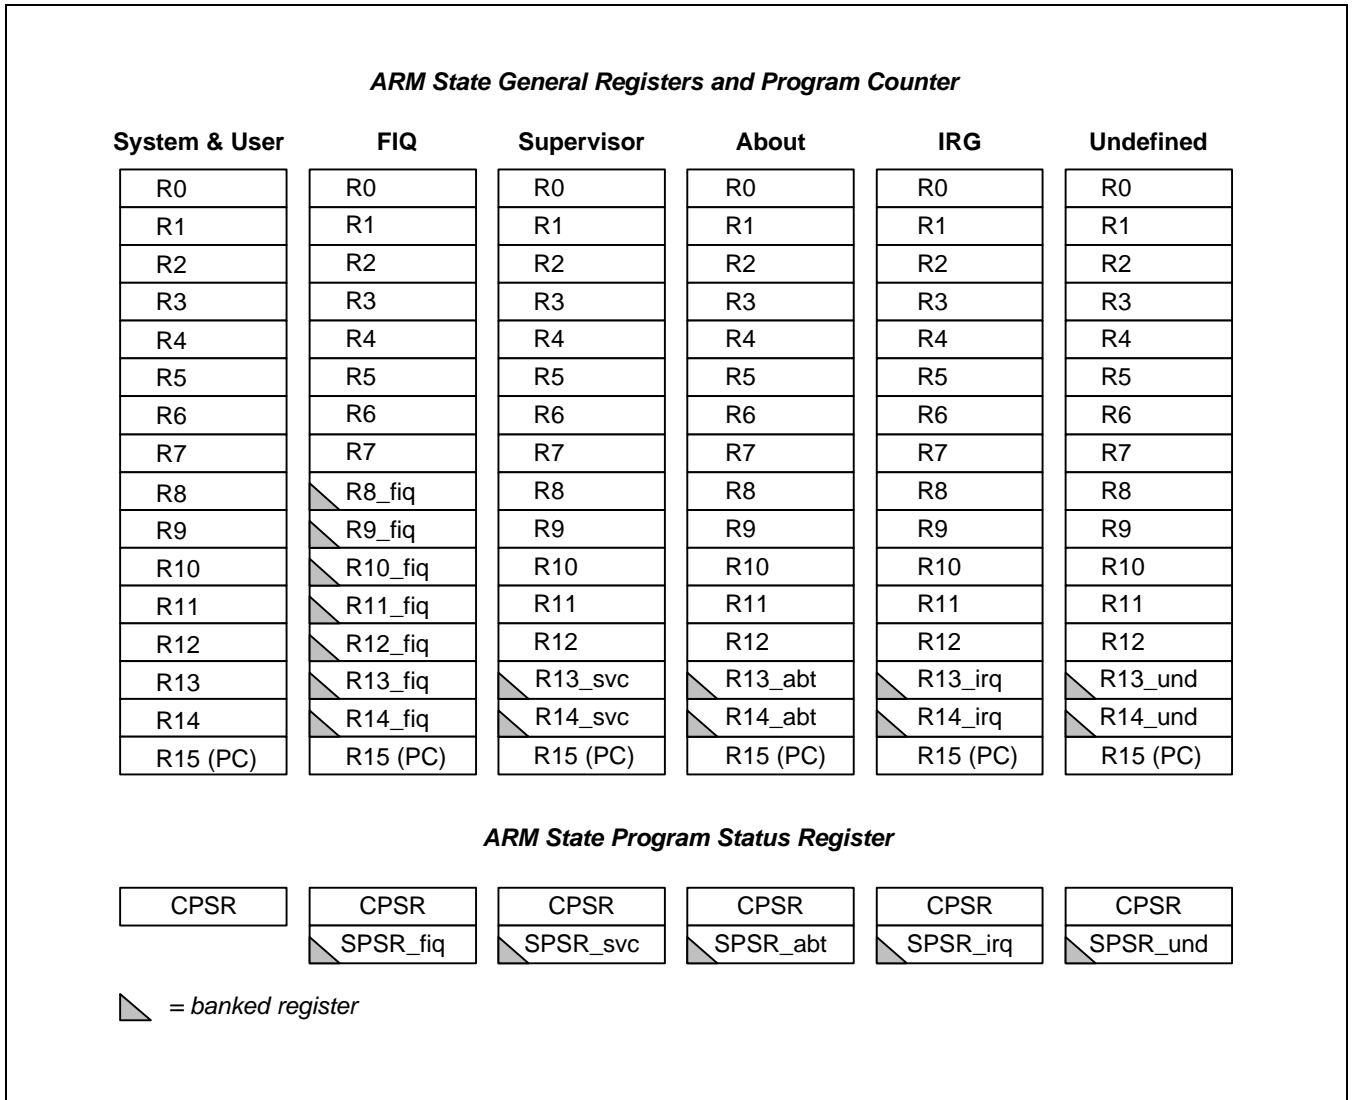 ARM State General Registers and Program Counter
System & User FIQ Supervisor About IRG Undefined
R0 R0 R0 R0 R0 R0
R1 R1 R1 R1 R1 R1
R2 R2 R2 R2 R2 R2
R3 R3 R3 R3 R3 R3
R4 R4 R4 R4 R4 R4
R5 R5 R5 R5 R5 R5
R6 R6 R6 R6 R6 R6
R7 R7 R7 R7 R7 R7
R8 R8_fiq R8 R8 R8 R8
R9 R9_fiq R9 R9 R9 R9
R10 R10_fiq R10 R10 R10 R10
R11 R11_fiq R11 R11 R11 R11
R12 R12_fiq R12 R12 R12 R12
R13 R13_fiq R13_svc R13_abt R13_irq R13_und
R14 R14_fiq R14_svc R14_abt R14_irq R14_und
R15 (PC) R15 (PC) R15 (PC) R15 (PC) R15 (PC) R15 (PC)
ARM State Program Status Register
CPSR CPSR CPSR CPSR CPSR CPSR
SPSR_fiq SPSR_svc SPSR_abt SPSR_irq SPSR_und
= banked register